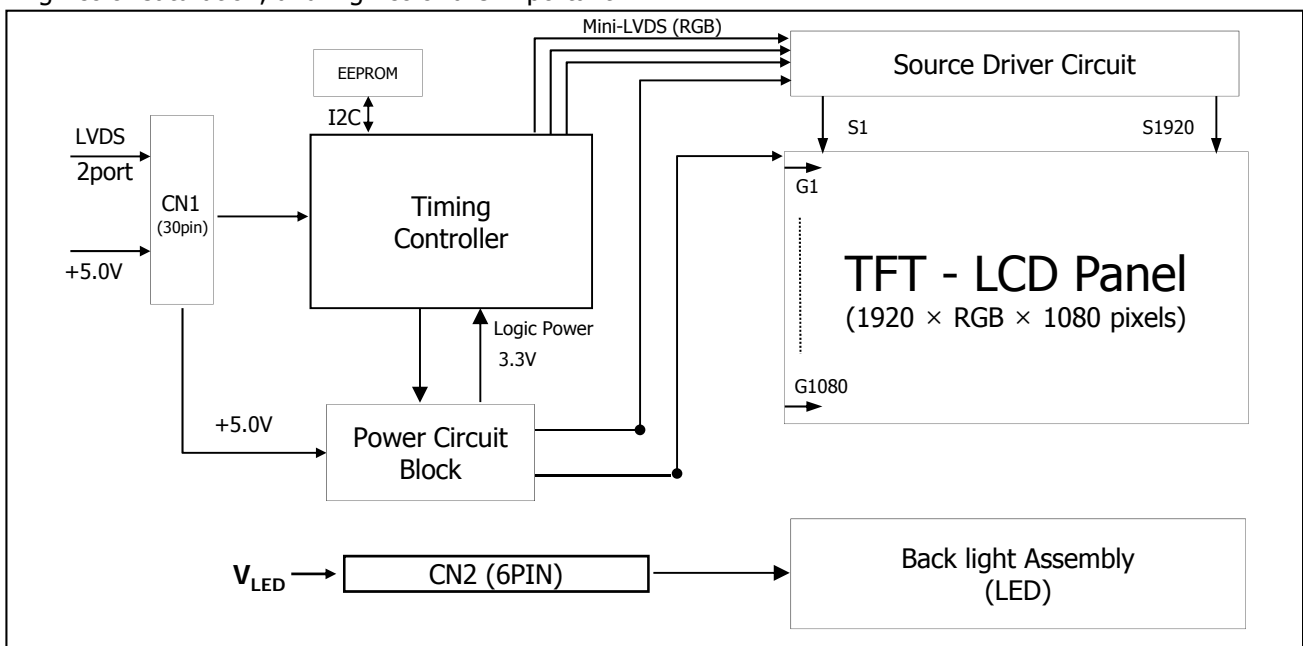 Mini-LVDS (RGB)
Source Driver Circuit
EEPROM
I2C
S1
S1920
LVDS
2port
CN1
(30pin)
+5.0V
Timing
Controller
G1
TFT - LCD Panel
(1920 × RGB × 1080 pixels)
Logic Power
3.3V
G1080
+5.0V
Power Circuit
Block
VLED
CN2 (6PIN)
Back light Assembly
(LED)